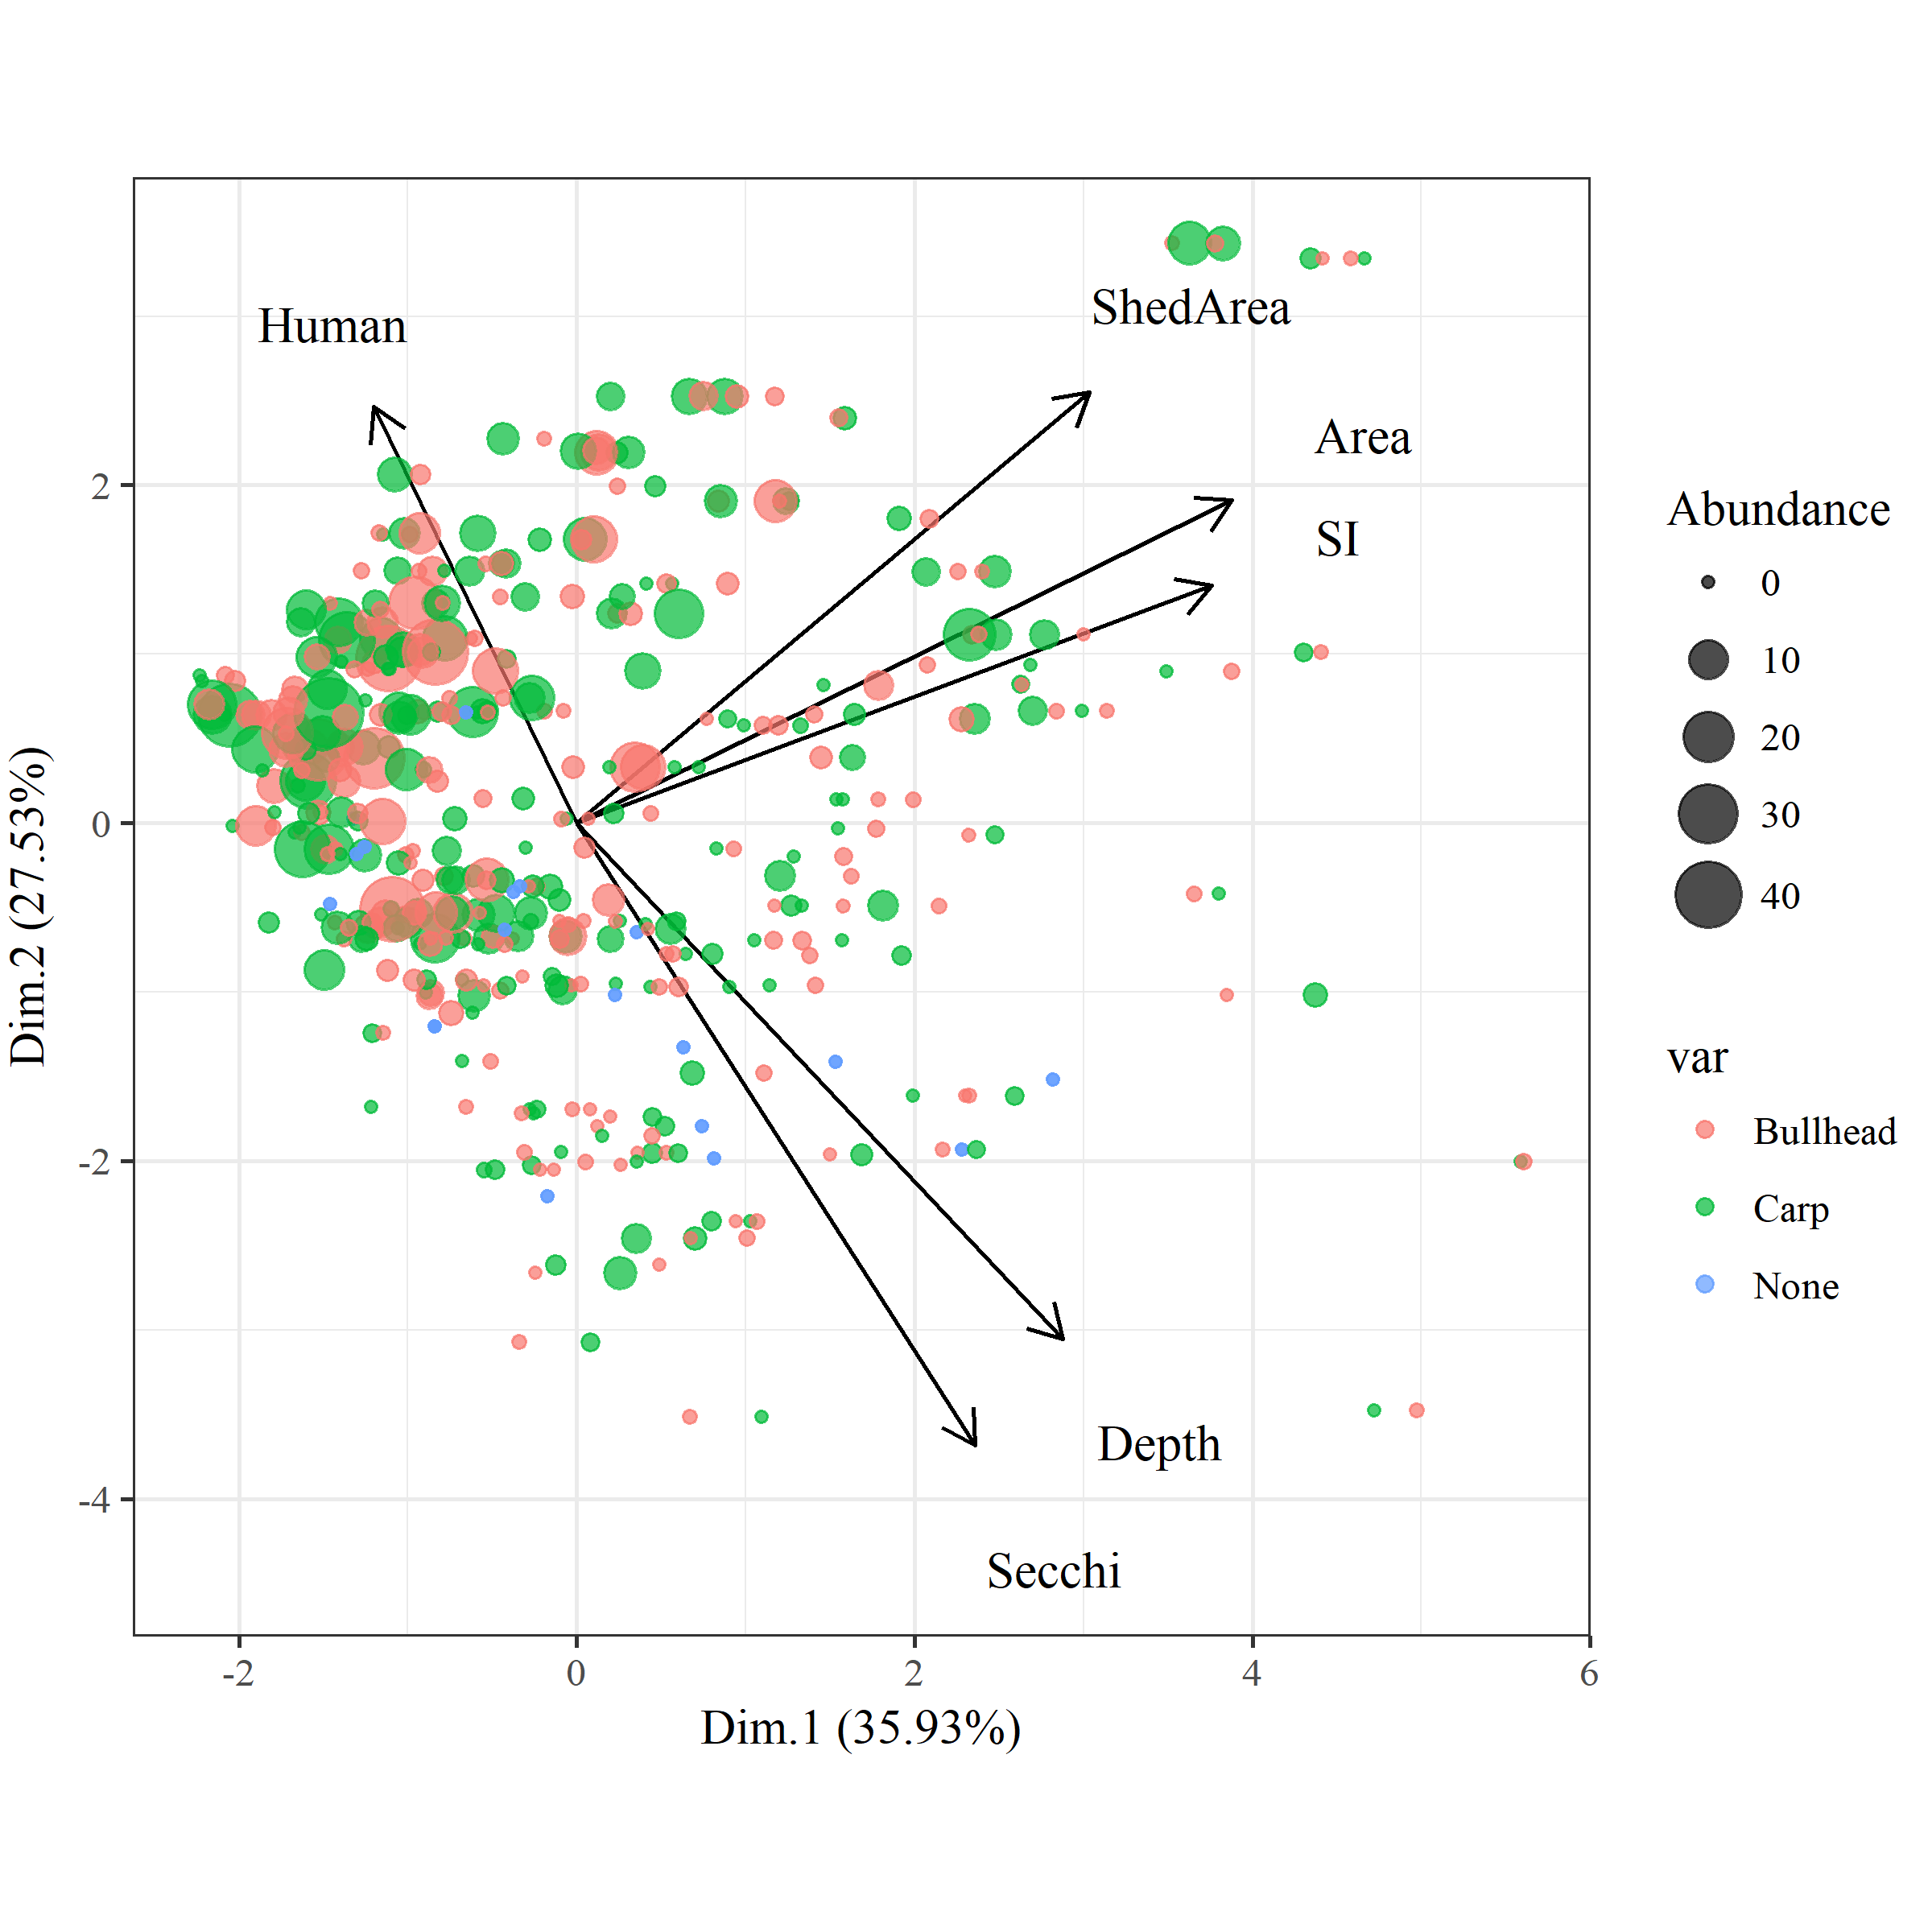 Human
ShedArea
Area
SI
Depth
Secchi
2
0
-2
-4
-2
0
2
4
6
Dim.2 (27.53%)
Dim.1 (35.93%)
Abundance
0
10
20
30
40
var
Bullhead
Carp
None